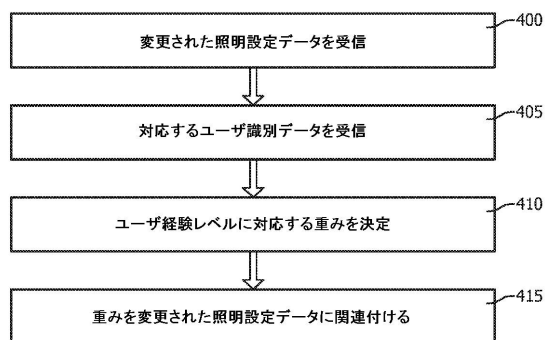 変更された照明設定データを受信
400
対応するユーザ識別データを受信
405
ユーザ経験レベルに対応する重みを決定
410
重みを変更された照明設定データに関連付ける
415